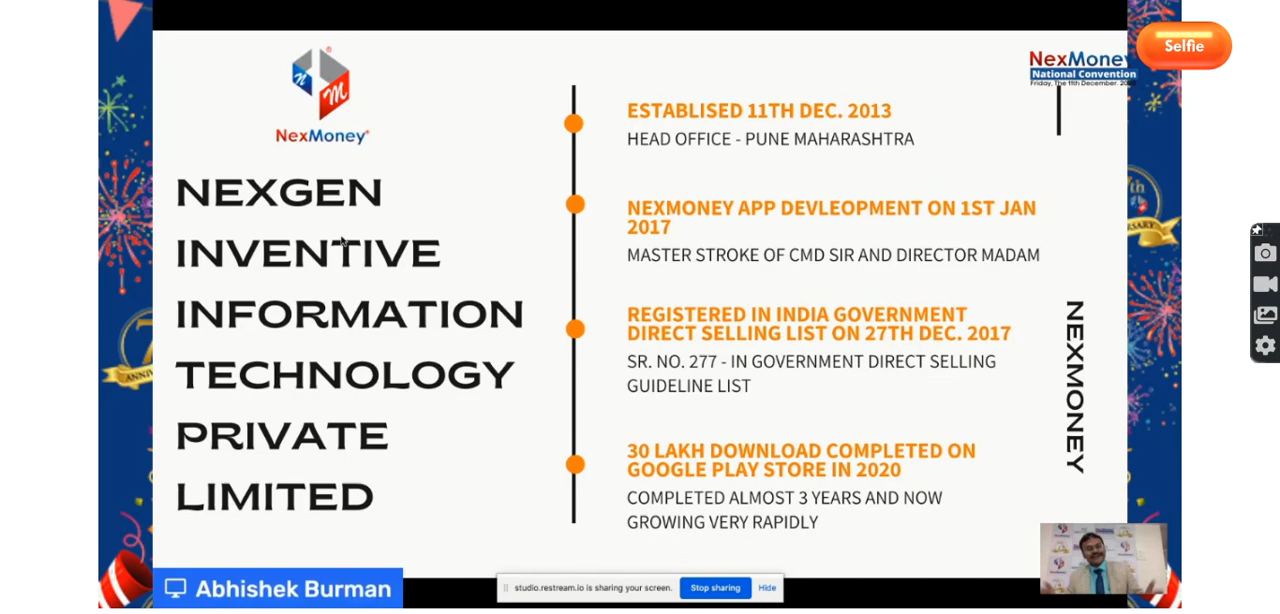 NexMoney
NEXGEN
INVENTIVE
INFORMATION
TECHNOLOGY
PRIVATE
LIMITED
ESTABLISED 11TH DEC. 2013
HEAD OFFICE - PUNE MAHARASHTRA
NEXMONEY APP DEVLEOPMENT ON 1ST JAN
2017
MASTER STROKE OF CMD SIR AND DIRECTOR MADAM
REGISTERED IN INDIA GOVERNMENT
DIRECT SELLING LIST ON 27TH DEC. 2017
SR. NO. 277 - IN GOVERNMENT DIRECT SELLING
GUIDELINE LIST
30 LAKH DOWNLOAD COMPLETED ON
GOOGLE PLAY STORE IN 2020
COMPLETED ALMOST 3 YEARS AND NOW
GROWING VERY RAPIDLY
NexMoney
National Convention
Friday, The 11th December.
Selfie
NEXMONEY
Abhishek Burman
studio.restream.io is sharing your screen.
Stop sharing
Hide